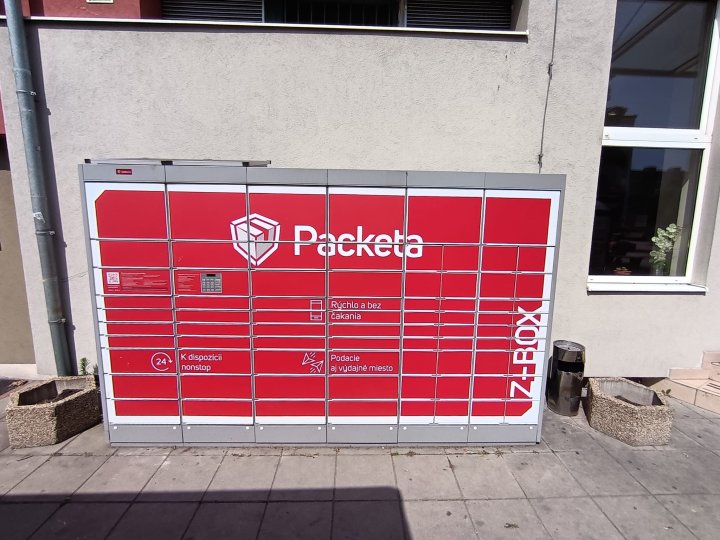 Packeta
Rýchlo a bez
čakania
24
K dispozícii
nonstop
Podacie
aj výdajné miesto
Z-BOX